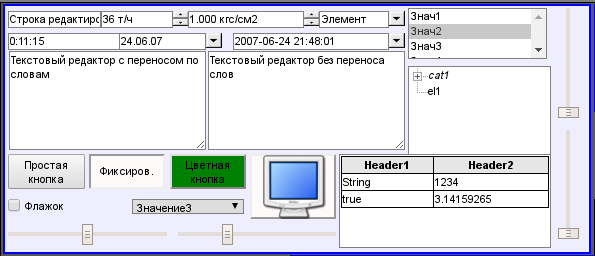 Строка редактиро 36 т/ч 1.000 кгс/см2 Элемент
Знач1
Знач2
Знач3
0:11:15 24.06.07 2007-06-24 21:48:01
Текстовый редактор с переносом по
словам
Текстовый редактор без переноса
слов
cat1
el1
Простая
кнопка
Фиксиров.
Цветная
кнопка
Header1 Header2
String 1234
true 3.14159265
Флажок
Значение3